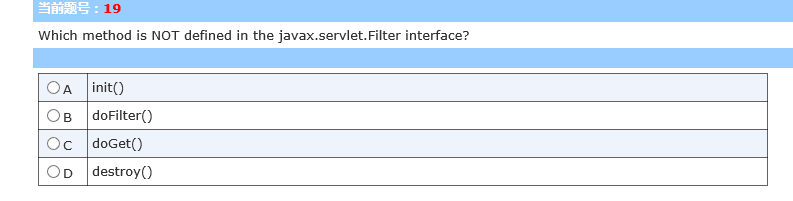 当前题号：19
Which method is NOT defined in the javax.servlet.Filter interface?
A init()
B doFilter()
C doGet()
D destroy()